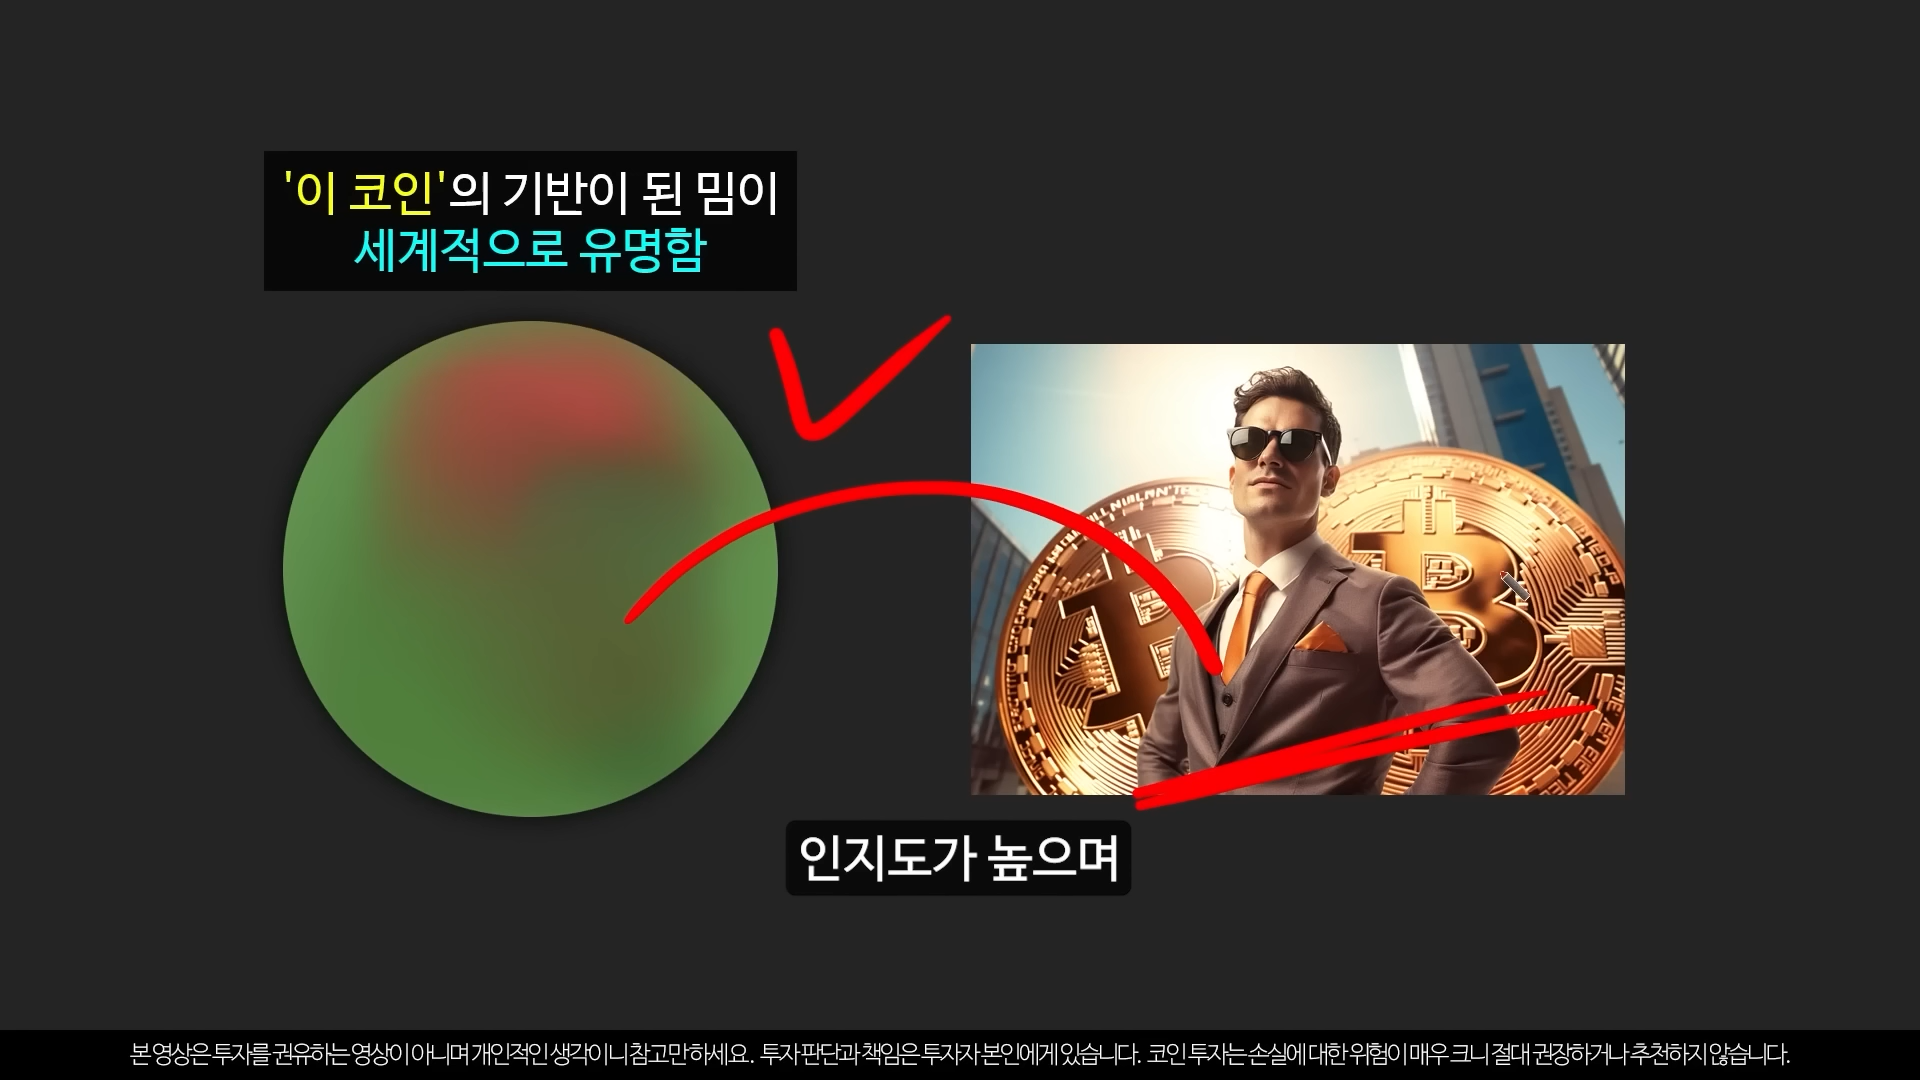 '이 코인'의 기반이 된 밈이
세계적으로 유명함
인지도가 높으며
본 영상은 투자를 권유하는 영상이 아니며 개인적인 생각이니 참고만 하세요. 투자 판단과 책임은 투자자 본인에게 있습니다. 코인 투자는 손실에 대한 위험이 매우 크니 절대 권장하거나 추천하지 않습니다.